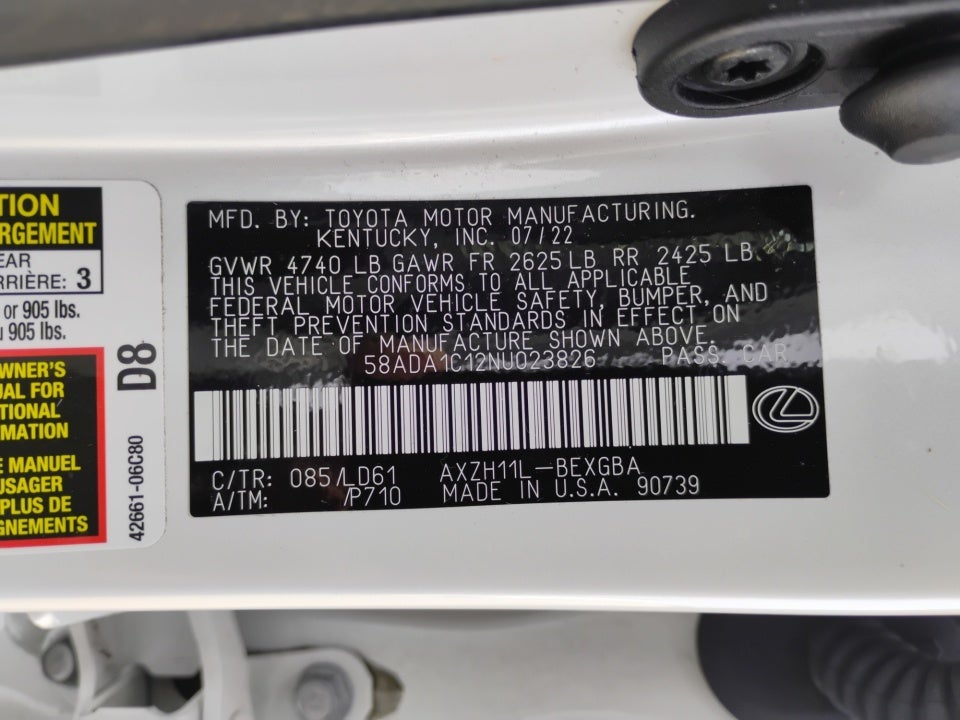 TION
RGEMENT
EAR
RRIÈRE: 3
or 905 lbs.
u 905 lbs.
D8
WNER'S
UAL FOR
TIONAL
MATION
E MANUEL
USAGER
PLUS DE
GNEMENTS
42661-06C80
MFD. BY: TOYOTA MOTOR MANUFACTURING.
KENTUCKY, INC. 07/22
GVWR 4740 LB GAWR FR 2625 LB RR 2425 LB.
THIS VEHICLE CONFORMS TO ALL APPLICABLE
FEDERAL MOTOR VEHICLE SAFETY, BUMPER, AND
THEFT PREVENTION STANDARDS IN EFFECT ON
THE DATE OF MANUFACTURE SHOWN ABOVE.
58ADA1C12NU023826 PASS. CAR
C/TR: 085/LD61 AXZH11L-BEXGBA
A/TM: /P710 MADE IN U.S.A. 90739